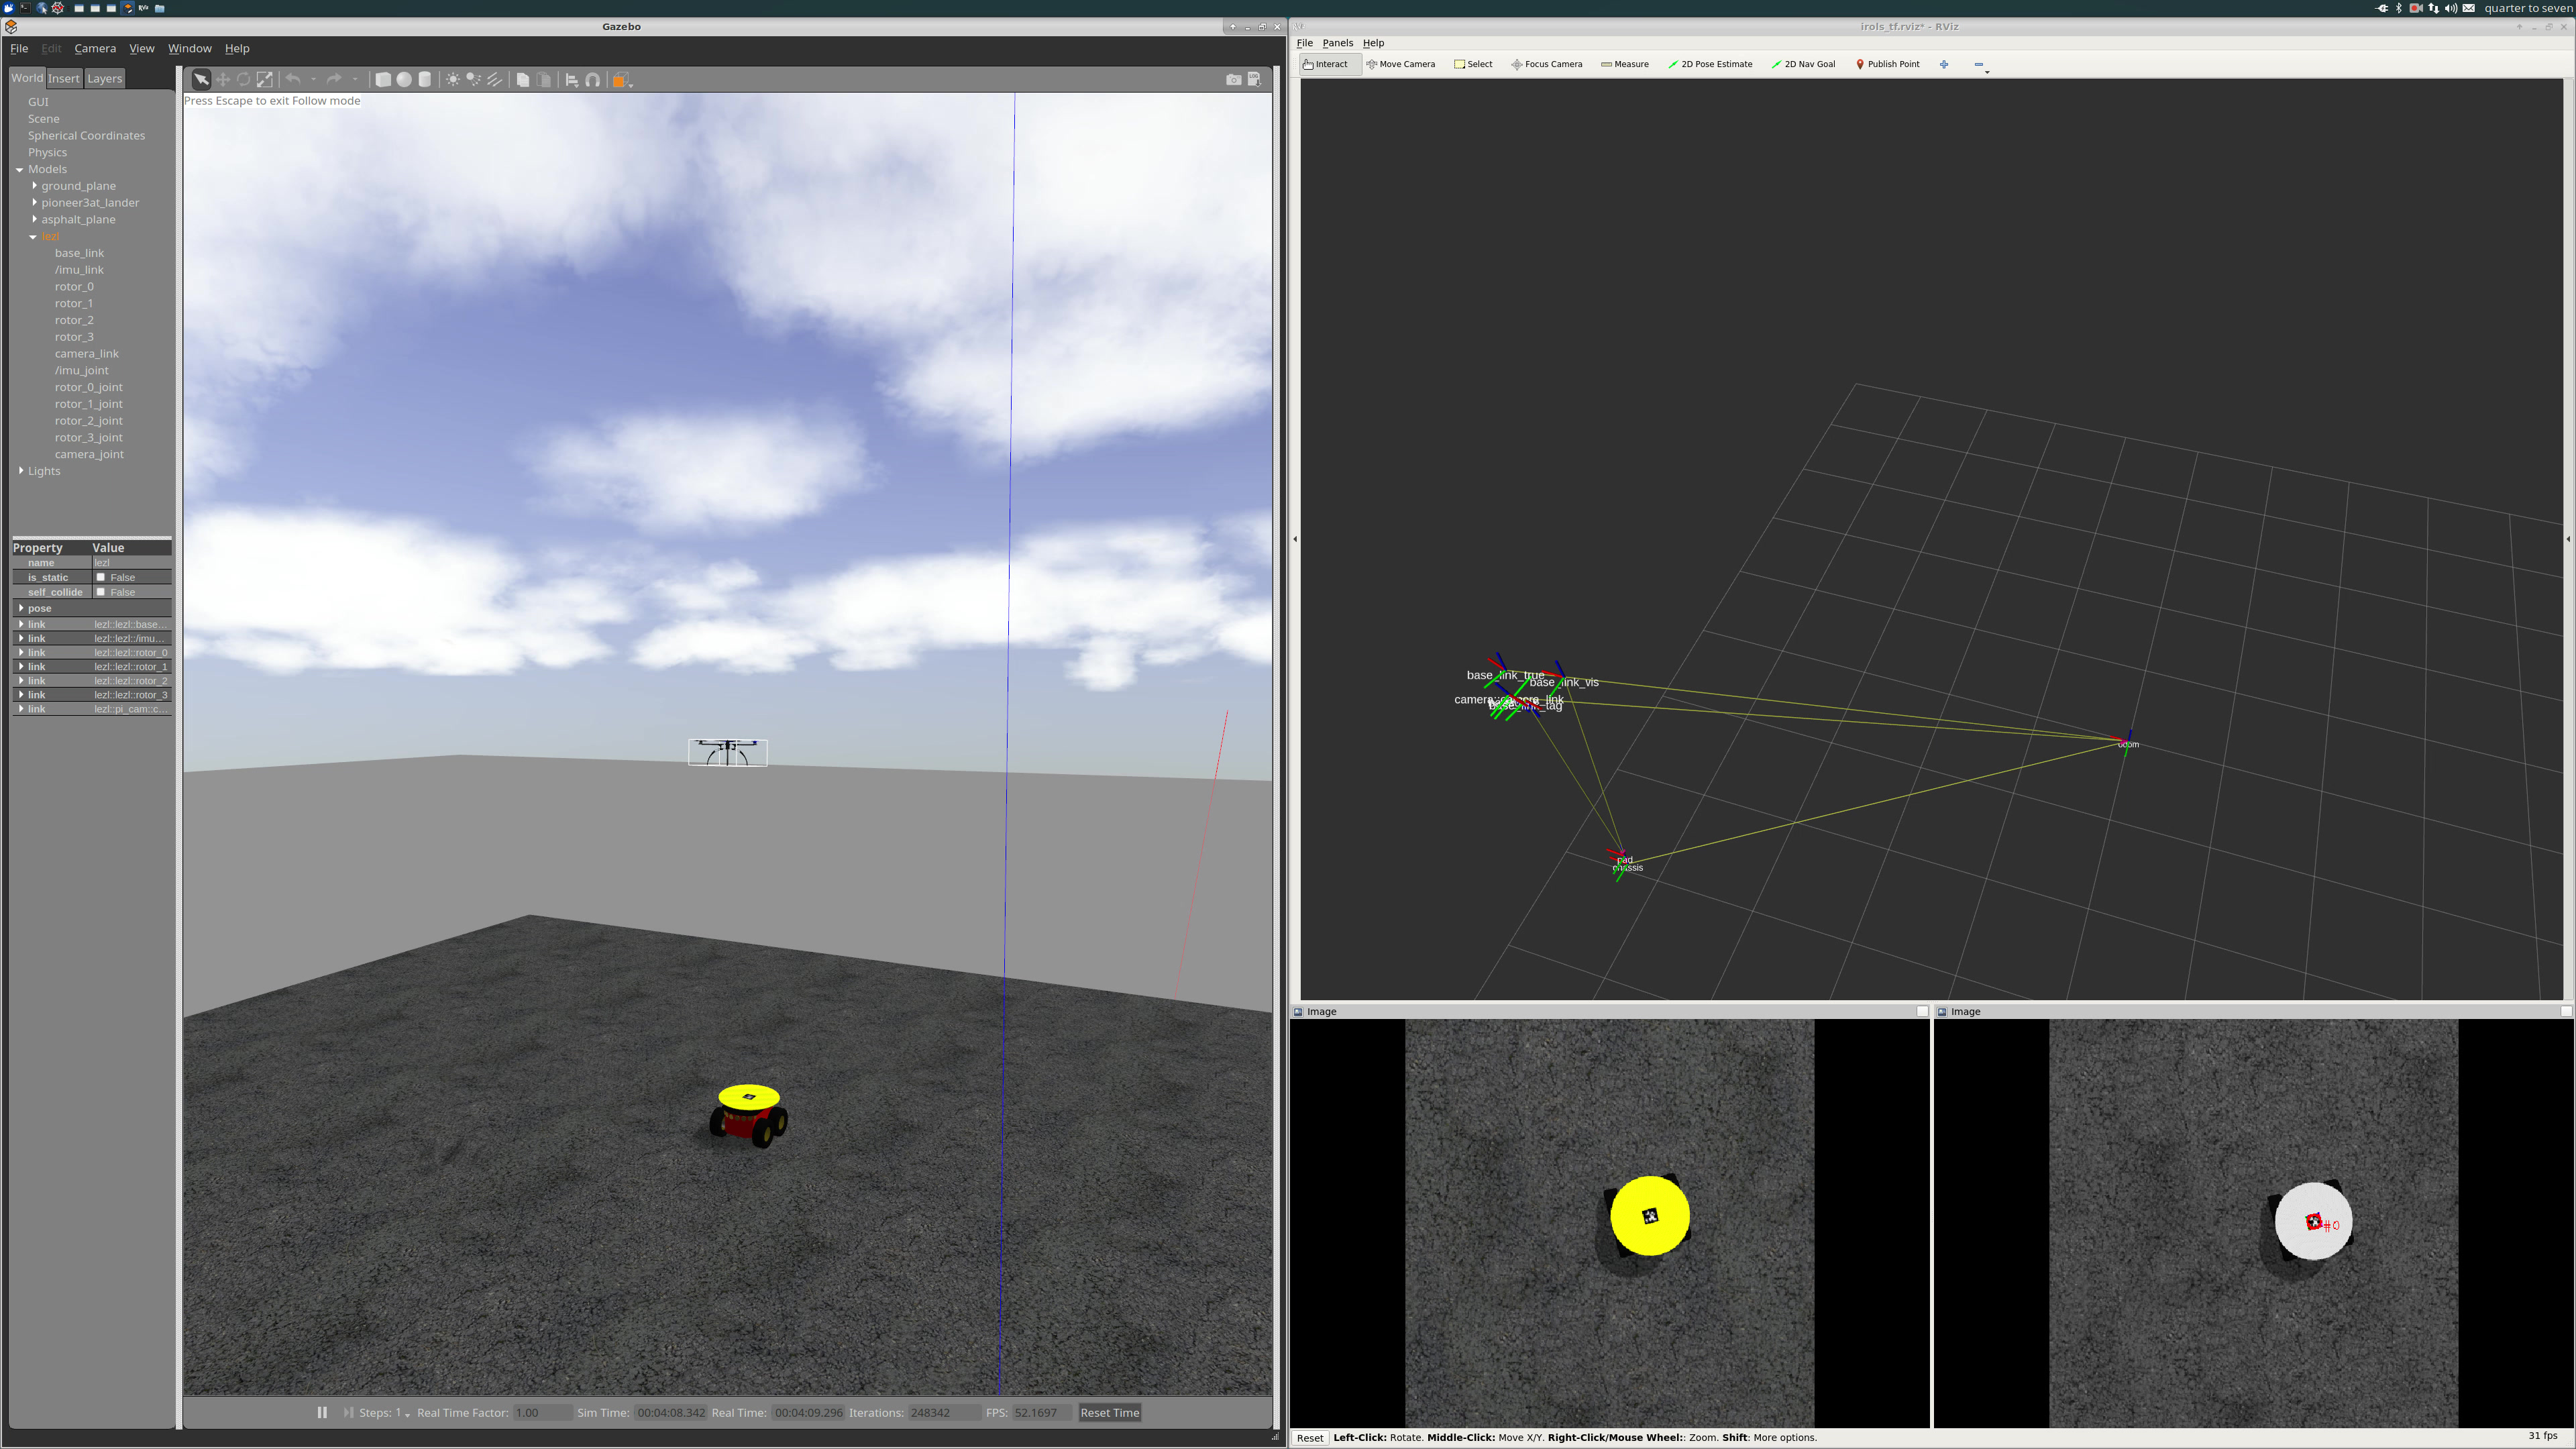 quarter to seven
Gazebo
File Edit Camera View Window Help
World Insert Layers
GUI
Scene
Spherical Coordinates
Physics
Models
ground_plane
pioneer3at_lander
asphalt_plane
lezl
base_link
/imu_link
rotor_0
rotor_1
rotor_2
rotor_3
camera_link
/imu_joint
rotor_0_joint
rotor_1_joint
rotor_2_joint
rotor_3_joint
camera_joint
Lights
Property Value
name lezl
is_static False
self_collide False
pose
link lezl::lezl::base...
link lezl::lezl::/imu...
link lezl::lezl::rotor_0
link lezl::lezl::rotor_1
link lezl::lezl::rotor_2
link lezl::lezl::rotor_3
link lezl::pi_cam::c...
Press Escape to exit Follow mode
Steps: 1 Real Time Factor: 1.00 Sim Time: 00:04:08.342 Real Time: 00:04:09.296 Iterations: 248342 FPS: 52.1697 Reset Time
irols_tf.rviz* - RViz
File Panels Help
Interact Move Camera Select Focus Camera Measure 2D Pose Estimate 2D Nav Goal Publish Point
base_link_true
base_link_vis
odom
pad
chassis
Image
Image
#0
Reset Left-Click: Rotate. Middle-Click: Move X/Y. Right-Click/Mouse Wheel:: Zoom. Shift: More options.
31 fps